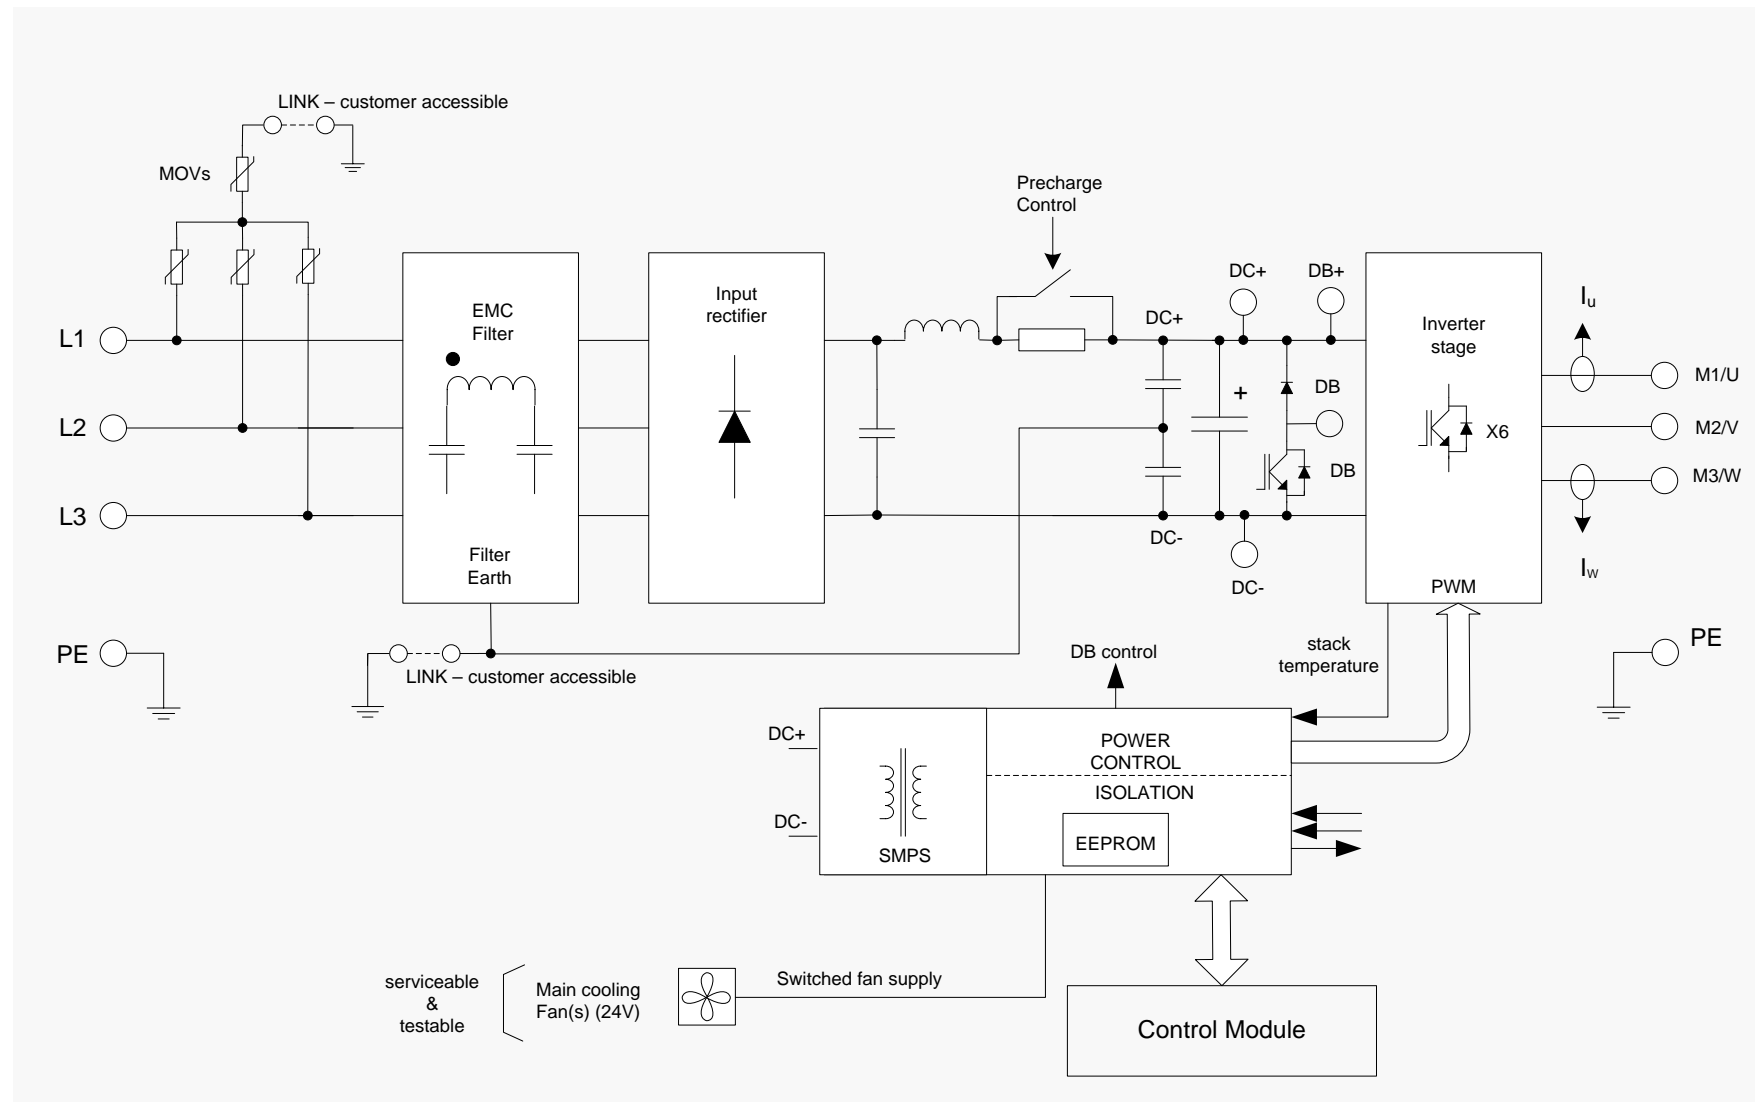 LINK – customer accessible
MOVs
Precharge
Control
DC+
DB+
Iu
EMC
Filter
Input
rectifier
DC+
Inverter
stage
L1
M1/U
DB
+
L2
X6
M2/V
DB
M3/W
L3
DC-
Filter
Earth
DC-
PWM
Iw
PE
LINK – customer accessible
DB control
stack
temperature
PE
DC+
POWER
CONTROL
ISOLATION
DC-
EEPROM
SMPS
serviceable
&
testable
Main cooling
Fan(s) (24V)
Switched fan supply
Control Module